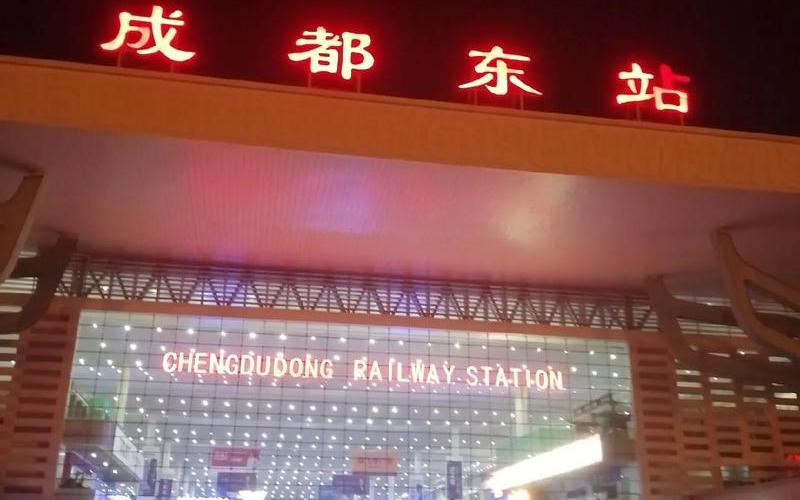 成都东站
CHENGDUDONG RAILWAY STATION